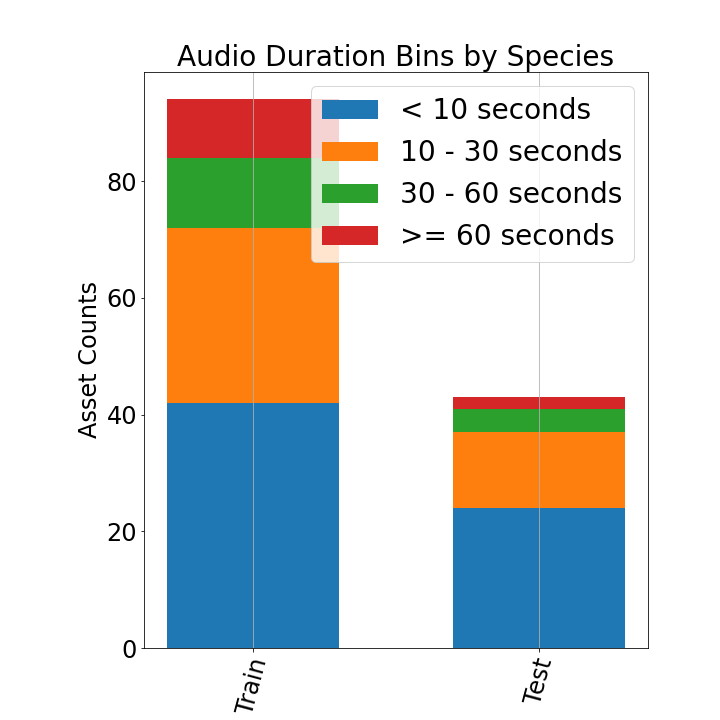 Audio Duration Bins by Species
< 10 seconds
10 - 30 seconds
30 - 60 seconds
>= 60 seconds
Asset Counts
80
60
40
20
0
Train
Test